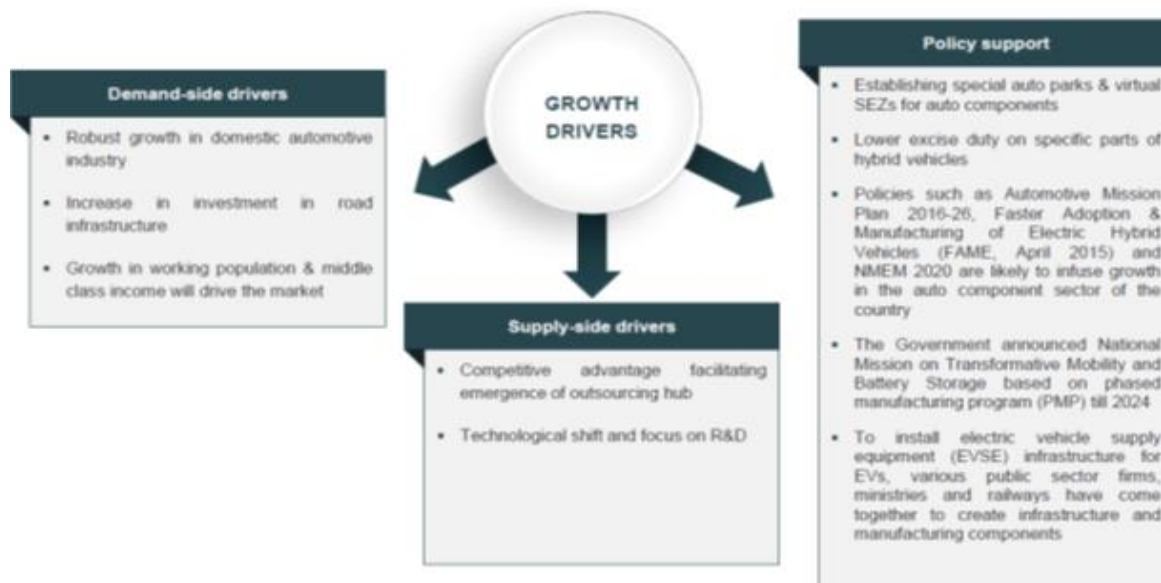 GROWTH
DRIVERS
Demand-side drivers
• Robust growth in domestic automotive
industry
• Increase in investment in road
infrastructure
• Growth in working population & middle
class income will drive the market
Supply-side drivers
• Competitive advantage facilitating
emergence of outsourcing hub
• Technological shift and focus on R&D
Policy support
• Establishing special auto parks & virtual
SEZs for auto components
• Lower excise duty on specific parts of
hybrid vehicles
• Policies such as Automotive Mission
Plan 2016-26, Faster Adoption &
Manufacturing of Electric Hybrid
Vehicles (FAME, April 2015) and
NMEM 2020 are likely to infuse growth
in the auto component sector of the
country
• The Government announced National
Mission on Transformative Mobility and
Battery Storage based on phased
manufacturing program (PMP) till 2024
• To install electric vehicle supply
equipment (EVSE) infrastructure for
EVs, various public sector firms,
ministries and railways have come
together to create infrastructure and
manufacturing components